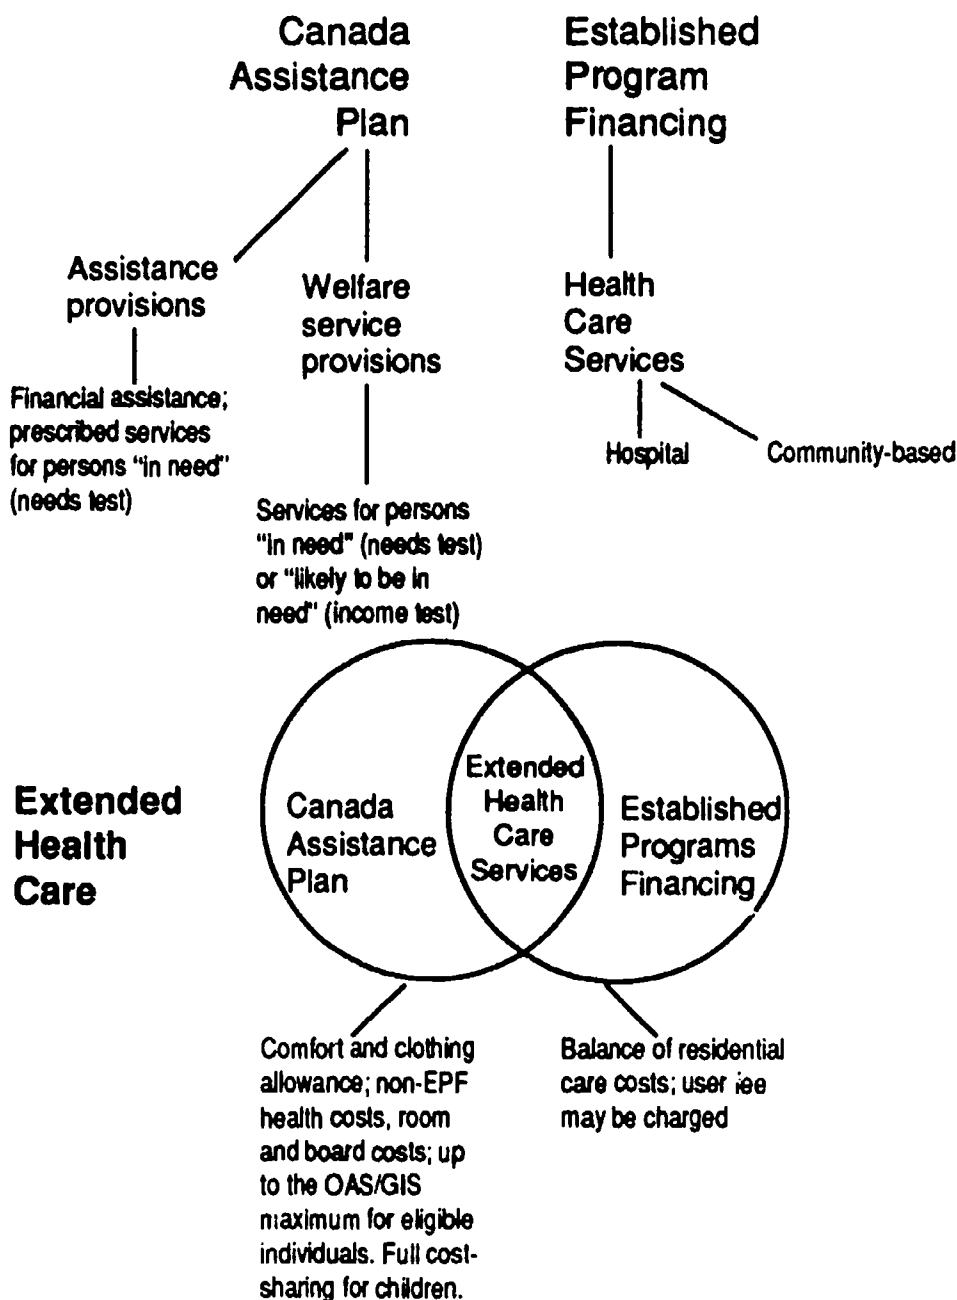 Canada
Assistance
Plan
Established
Program
Financing
Assistance
provisions
Welfare
service
provisions
Health
Care
Services
Financial assistance;
prescribed services
for persons "in need"
(needs test)
Hospital
Community-based
Services for persons
"in need" (needs test)
or "likely to be in
need" (income test)
Extended
Health
Care
Canada
Assistance
Plan
Extended
Health
Care
Services
Established
Programs
Financing
Comfort and clothing
allowance; non-EPF
health costs, room
and board costs; up
to the OAS/GIS
maximum for eligible
individuals. Full cost-
sharing for children.
Balance of residential
care costs; user fee
may be charged